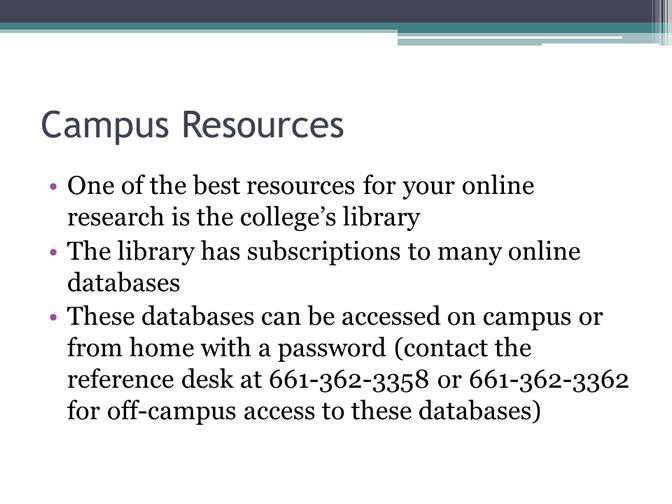 Campus Resources
• One of the best resources for your online
research is the college’s library
• The library has subscriptions to many online
databases
• These databases can be accessed on campus or
from home with a password (contact the
reference desk at 661-362-3358 or 661-362-3362
for off-campus access to these databases)